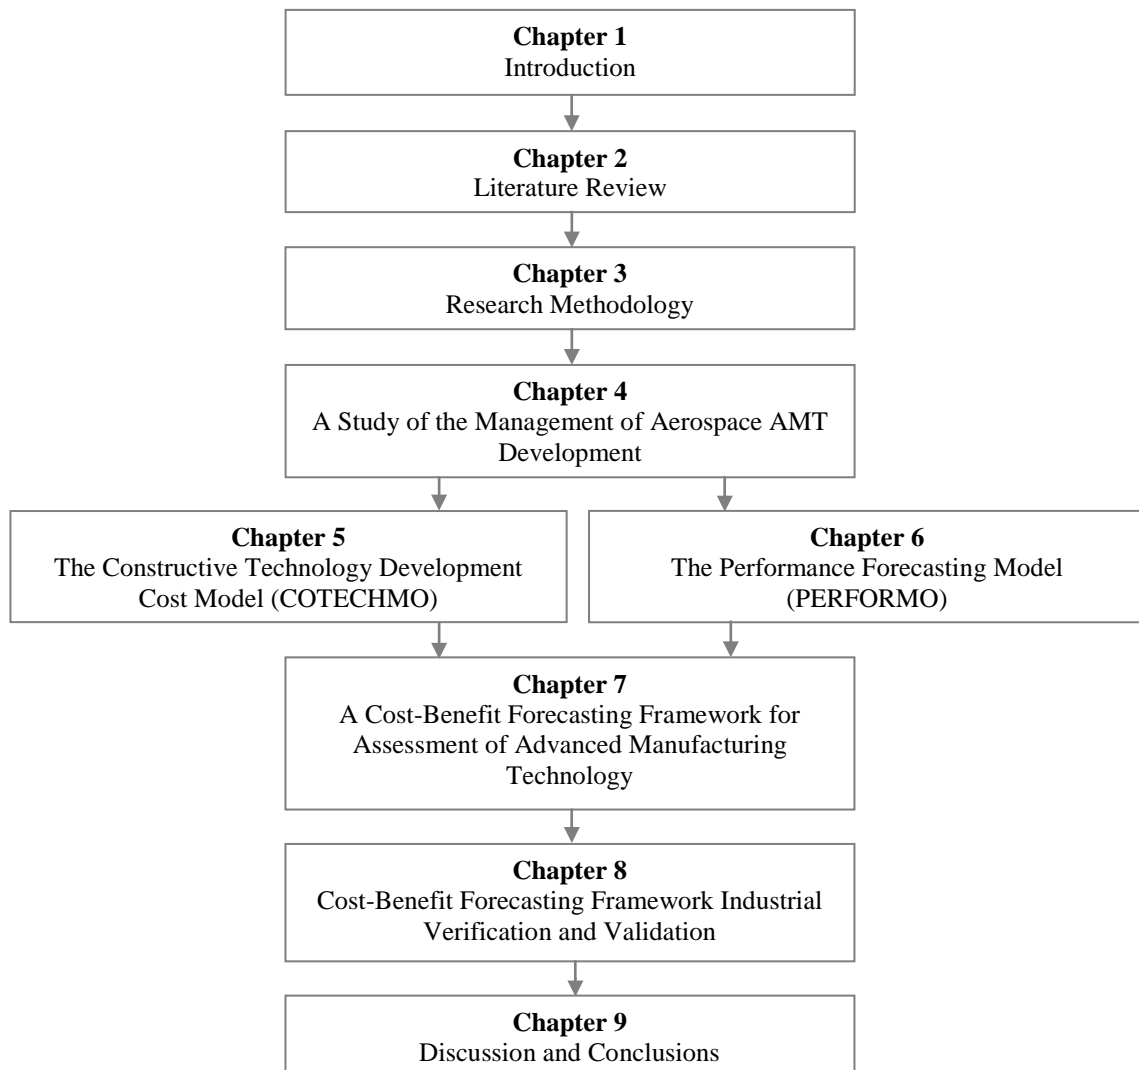 Chapter 1
Introduction
Chapter 2
Literature Review
Chapter 3
Research Methodology
Chapter 4
A Study of the Management of Aerospace AMT
Development
Chapter 5
The Constructive Technology Development
Cost Model (COTECHMO)
Chapter 6
The Performance Forecasting Model
(PERFORMO)
Chapter 7
A Cost-Benefit Forecasting Framework for
Assessment of Advanced Manufacturing
Technology
Chapter 8
Cost-Benefit Forecasting Framework Industrial
Verification and Validation
Chapter 9
Discussion and Conclusions